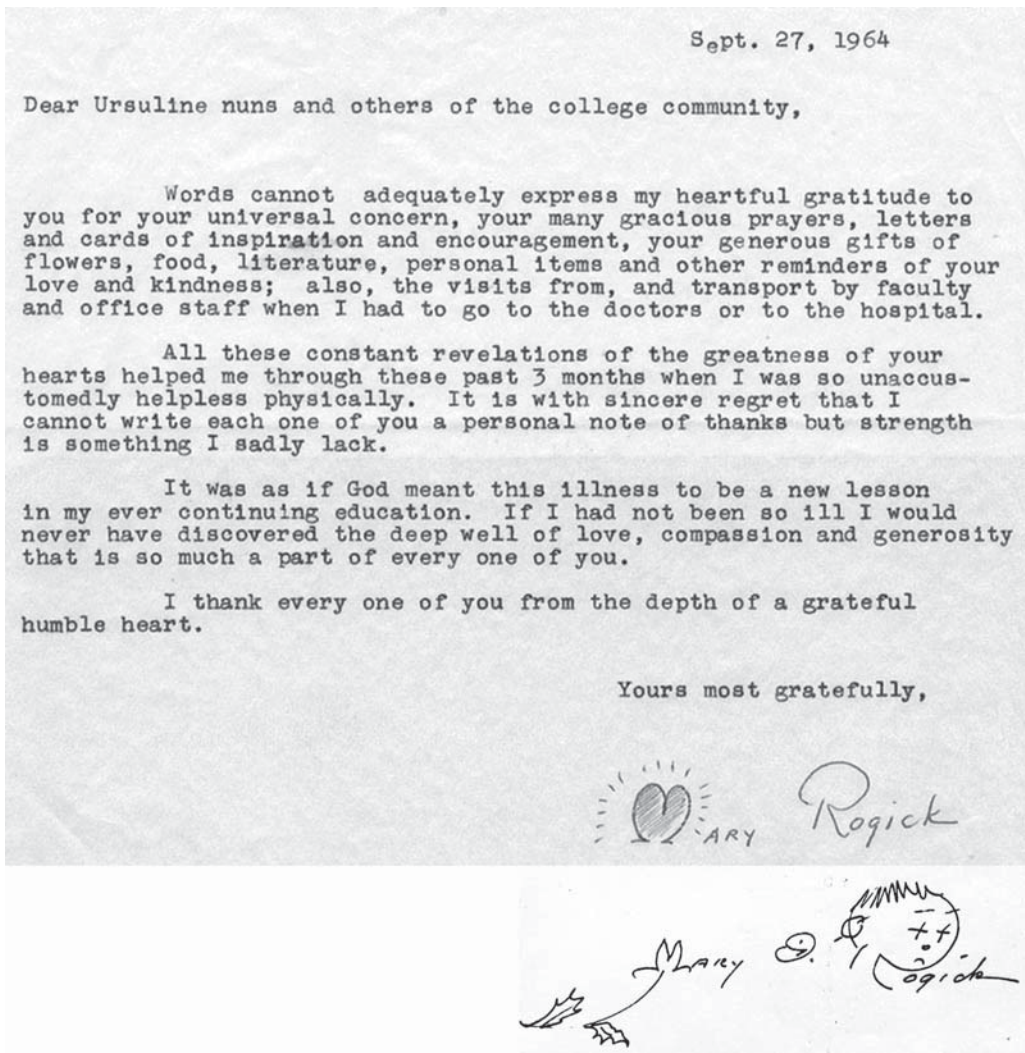 Sept. 27, 1964
Dear Ursuline nuns and others of the college community,
Words cannot adequately express my heartful gratitude to
you for your universal concern, your many gracious prayers, letters
and cards of inspiration and encouragement, your generous gifts of
flowers, food, literature, personal items and other reminders of your
love and kindness; also, the visits from, and transport by faculty
and office staff when I had to go to the doctors or to the hospital.
All these constant revelations of the greatness of your
hearts helped me through these past 3 months when I was so unaccus-
tomedly helpless physically. It is with sincere regret that I
cannot write each one of you a personal note of thanks but strength
is something I sadly lack.
It was as if God meant this illness to be a new lesson
in my ever continuing education. If I had not been so ill I would
never have discovered the deep well of love, compassion and generosity
that is so much a part of every one of you.
I thank every one of you from the depth of a grateful
humble heart.
Yours most gratefully,
MARY Rogick
MARY D. Rogick